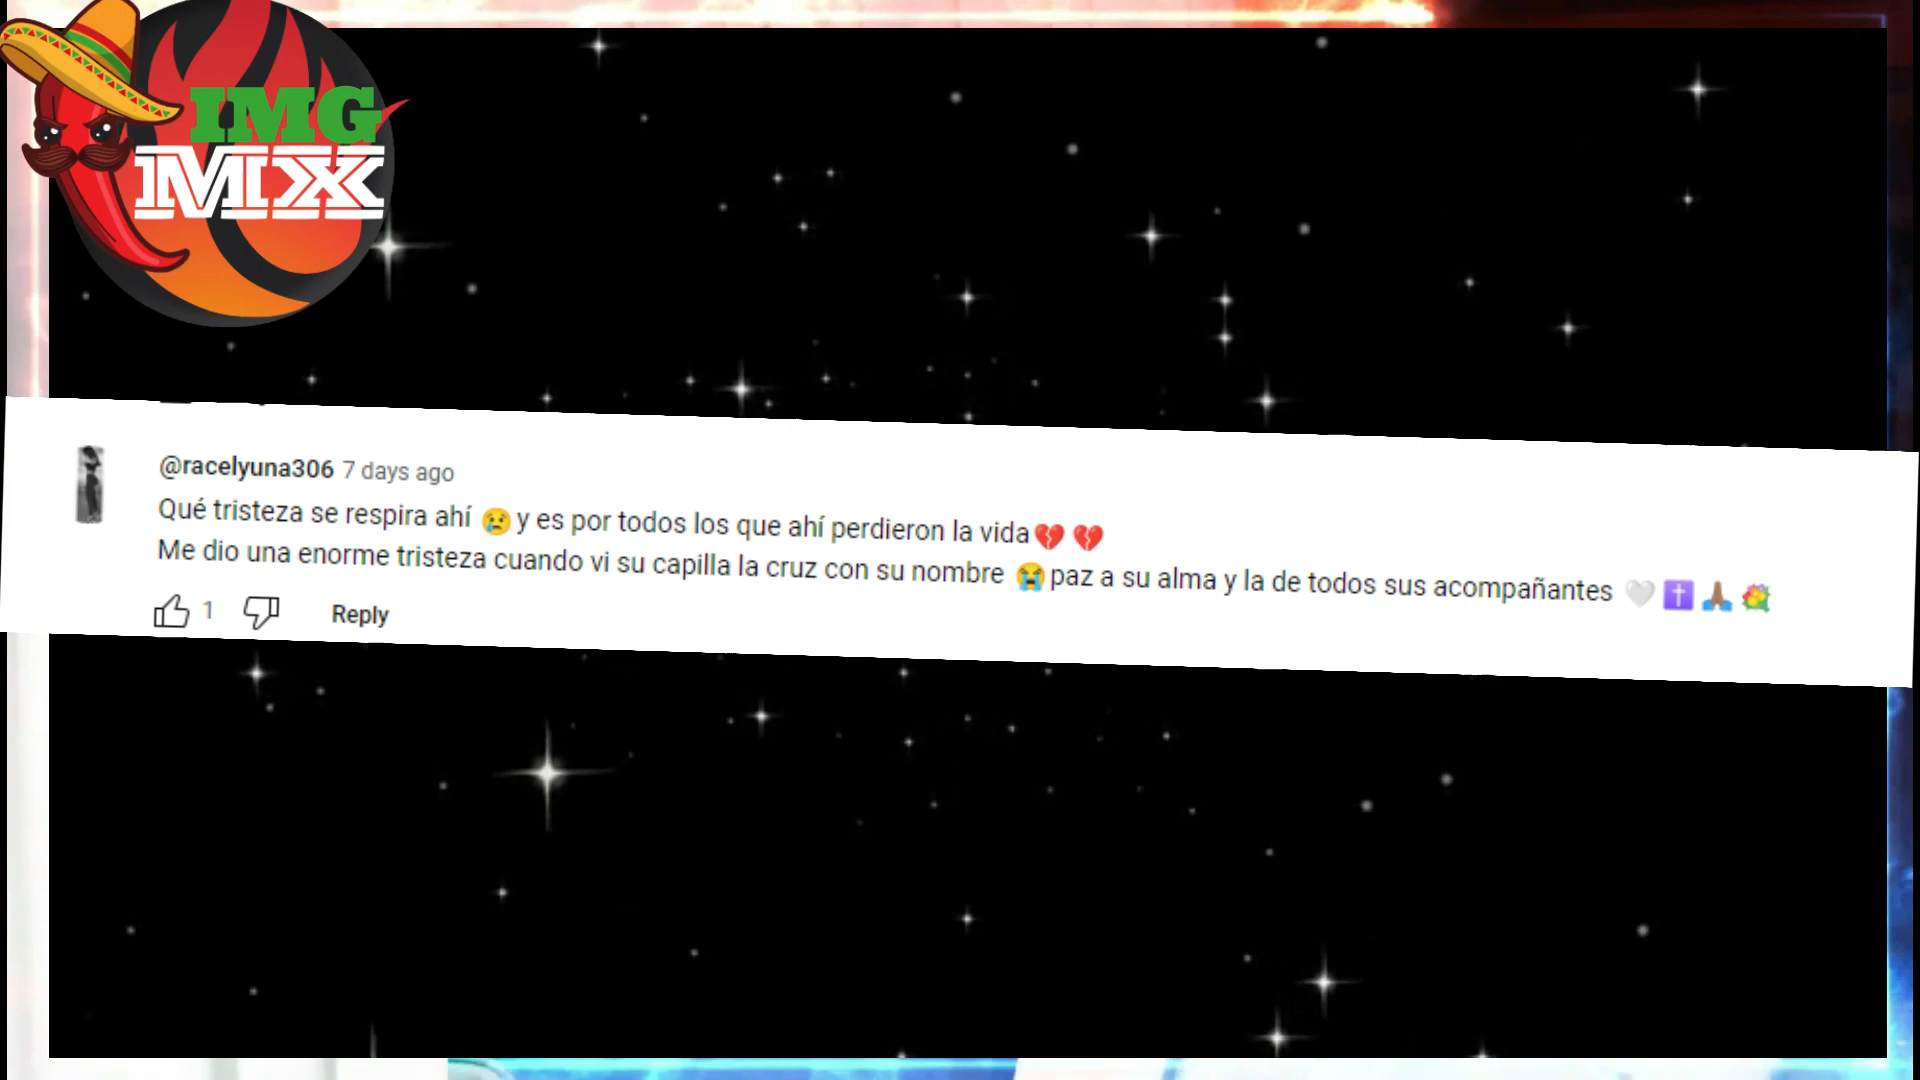 IMG
MX
@racelyuna306 7 days ago
Qué tristeza se respira ahí 😢 y es por todos los que ahí perdieron la vida💔 💔
Me dio una enorme tristeza cuando vi su capilla la cruz con su nombre 😭 paz a su alma y la de todos sus acompañantes 🤍 ✝️ 🙏🏽 💐
1 Reply